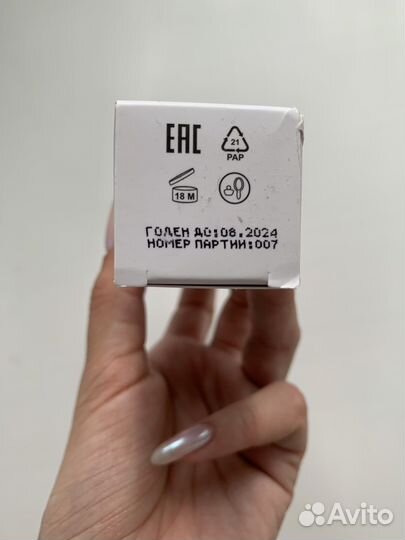 EAC
21
PAP
18 M
ГОДЕН ДО:08.2024
НОМЕР ПАРТИИ:007
Avito